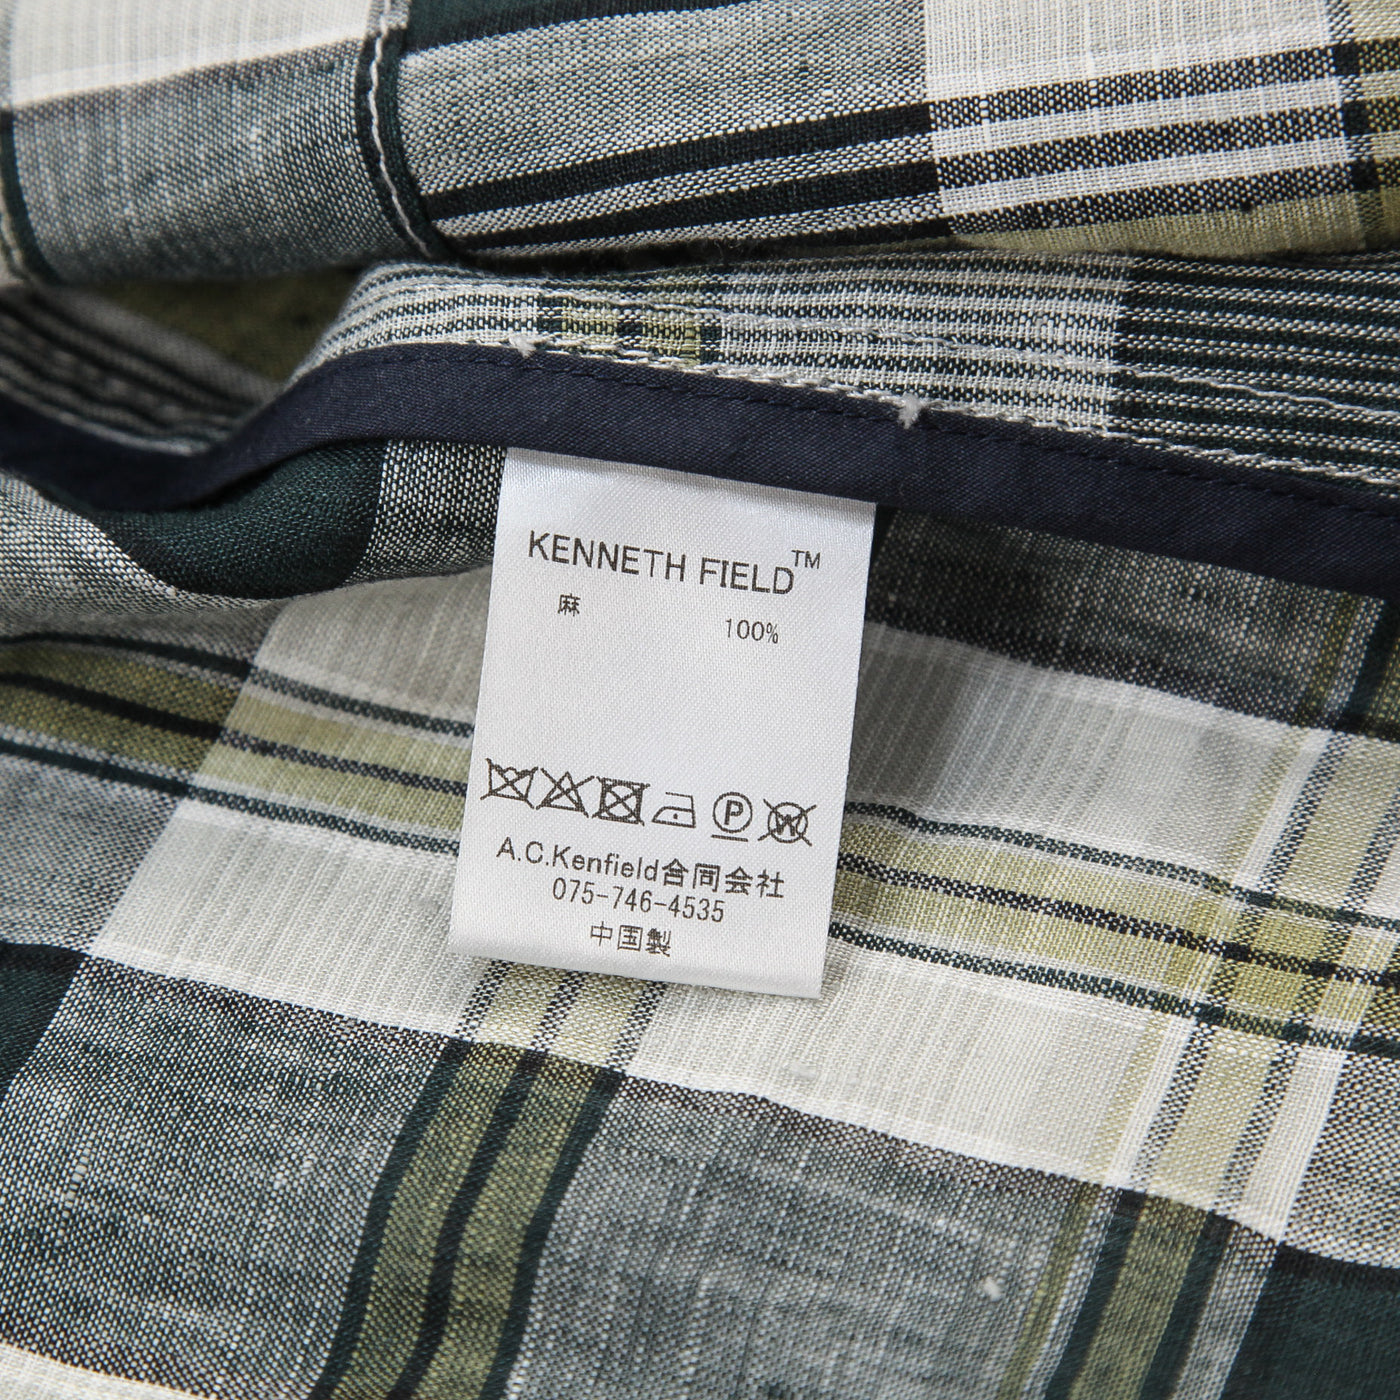 KENNETH FIELD™
麻 100%
P W
A.C.Kenfield合同会社
075-746-4535
中国製